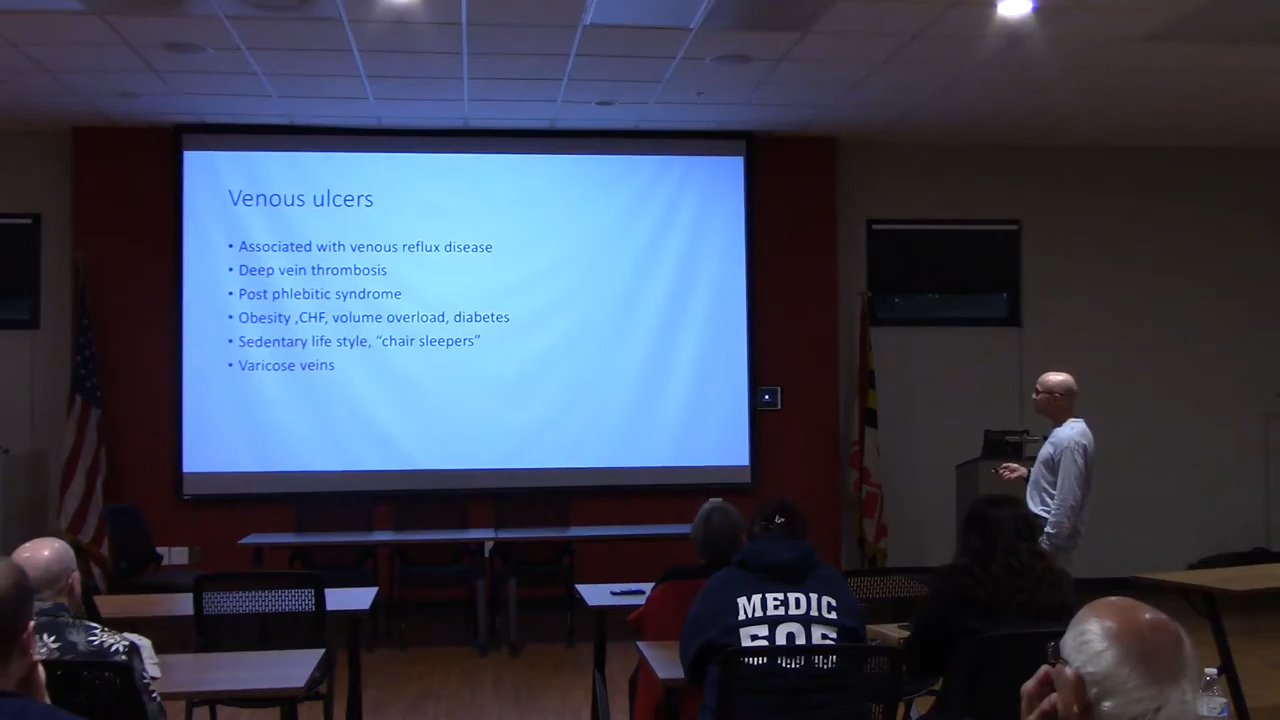 Venous ulcers
• Associated with venous reflux disease
• Deep vein thrombosis
• Post phlebitic syndrome
• Obesity ,CHF, volume overload, diabetes
• Sedentary life style, “chair sleepers”
• Varicose veins
MEDIC